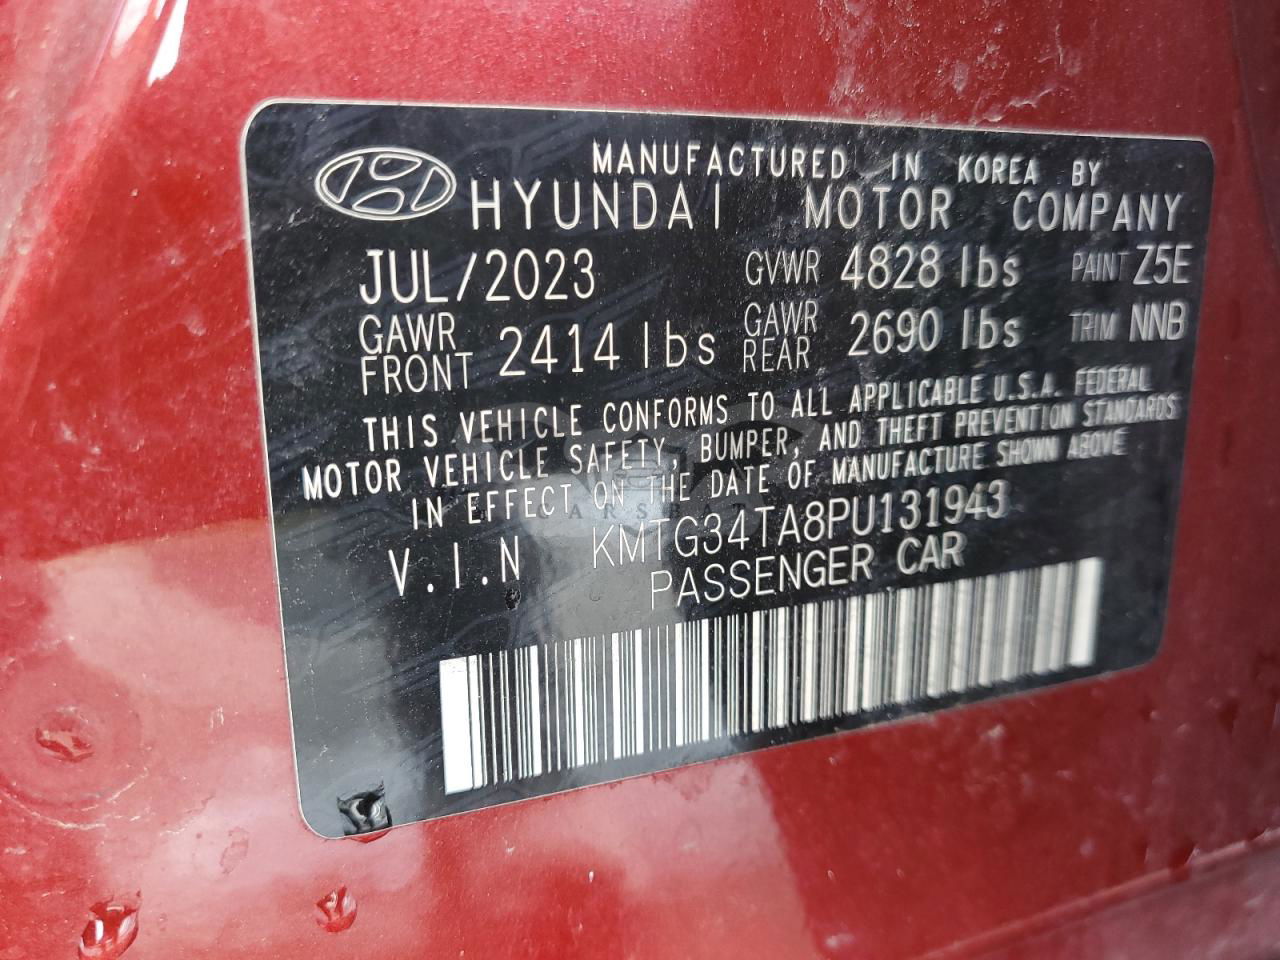 MANUFACTURED IN KOREA BY
HYUNDAI MOTOR COMPANY
JUL/2023 GVWR 4828 lbs PAINT Z5E
GAWR FRONT 2414 lbs GAWR REAR 2690 lbs TRIM NNB
THIS VEHICLE CONFORMS TO ALL APPLICABLE U.S.A. FEDERAL
MOTOR VEHICLE SAFETY, BUMPER, AND THEFT PREVENTION STANDARDS
IN EFFECT ON THE DATE OF MANUFACTURE SHOWN ABOVE
V.I.N KMTG34TA8PU131943
PASSENGER CAR